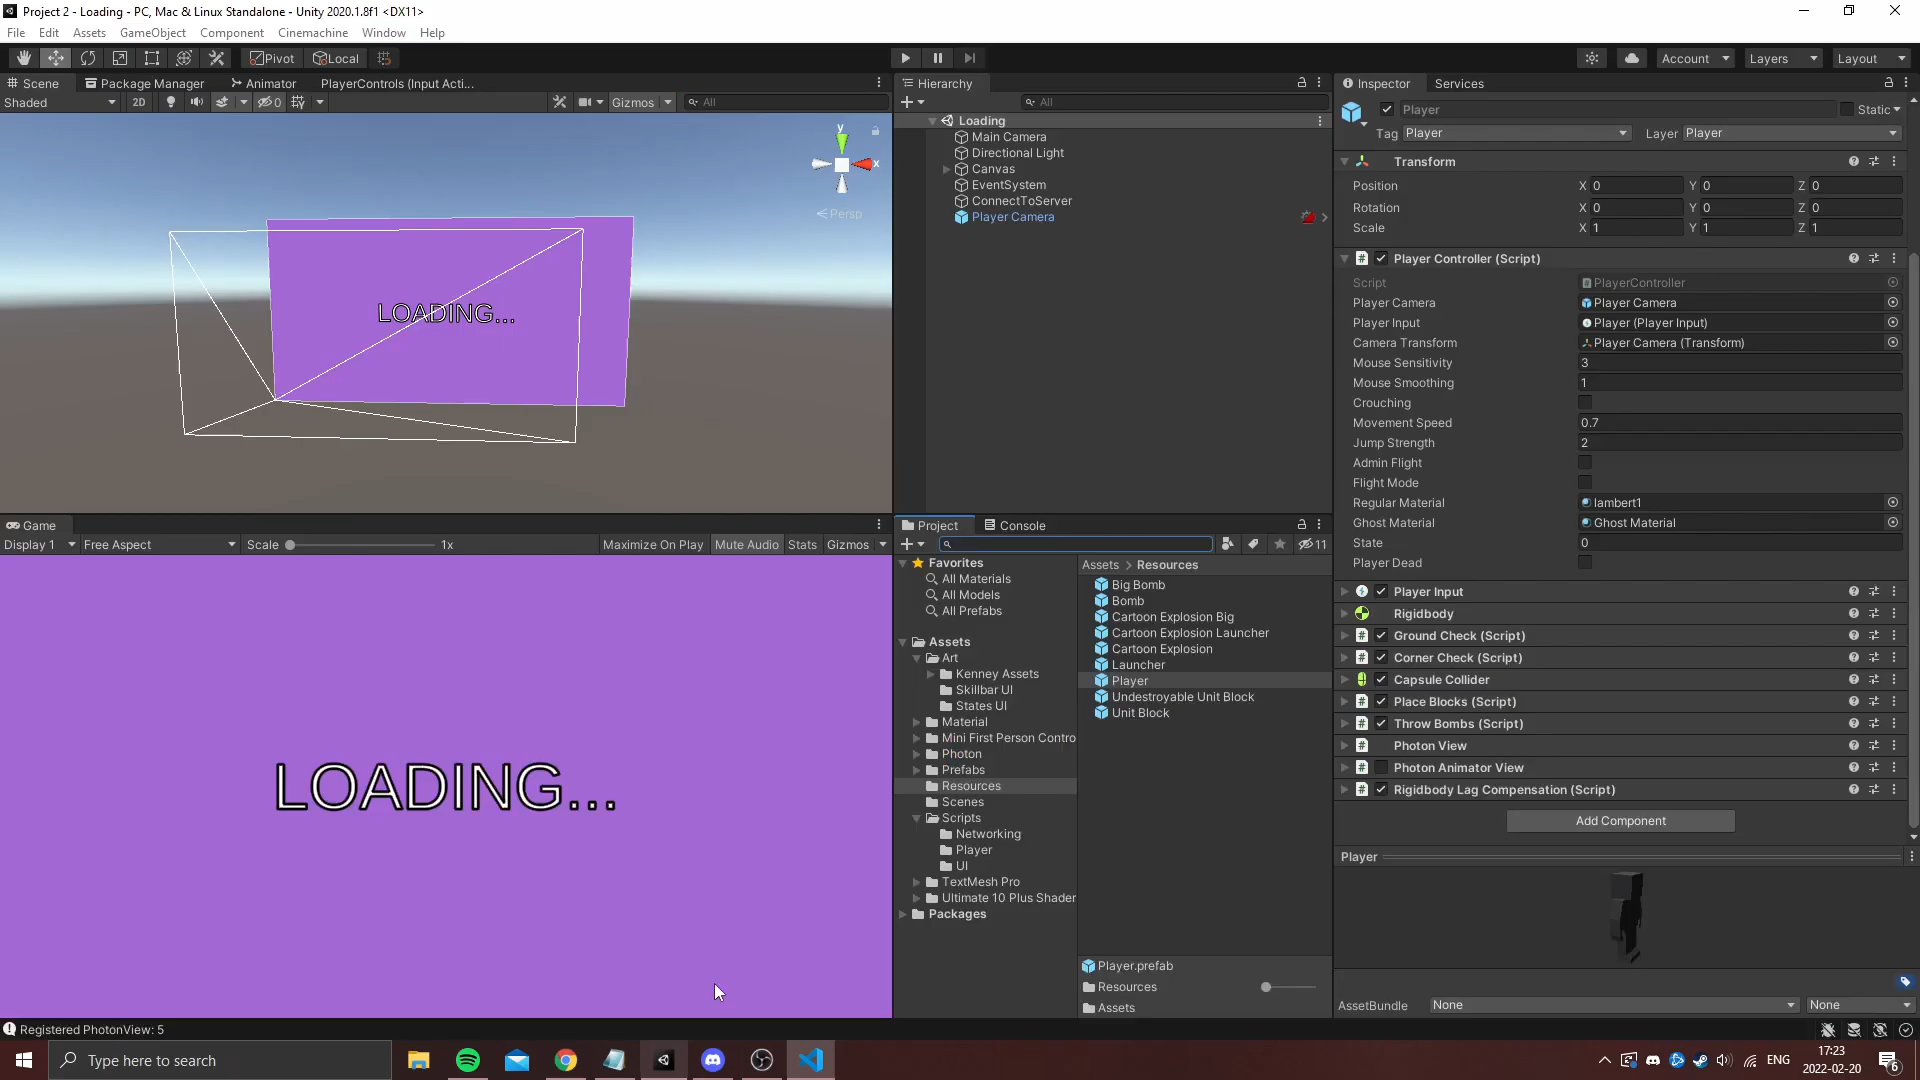 Project 2 - Loading - PC, Mac & Linux Standalone - Unity 2020.1.8f1 <DX11>
File Edit Assets GameObject Component Cinemachine Window Help
Pivot Local Account Layers Layout
Scene Package Manager Animator PlayerControls (Input Acti...
Shaded 2D 0 Gizmos All
y
x
Persp
LOADING...
Game
Display 1 Free Aspect Scale 1x Maximize On Play Mute Audio Stats Gizmos
LOADING...
Hierarchy
All
Loading
Main Camera
Directional Light
Canvas
EventSystem
ConnectToServer
Player Camera
Project Console
11
Favorites
All Materials
All Models
All Prefabs
Assets
Art
Kenney Assets
Skillbar UI
States UI
Material
Mini First Person Contro
Photon
Prefabs
Resources
Scenes
Scripts
Networking
Player
UI
TextMesh Pro
Ultimate 10 Plus Shader
Packages
Assets > Resources
Big Bomb
Bomb
Cartoon Explosion Big
Cartoon Explosion Launcher
Cartoon Explosion
Launcher
Player
Undestroyable Unit Block
Unit Block
Player.prefab
Resources
Assets
Inspector Services
Player Static
Tag Player Layer Player
Transform
Position X 0 Y 0 Z 0
Rotation X 0 Y 0 Z 0
Scale X 1 Y 1 Z 1
Player Controller (Script)
Script PlayerController
Player Camera Player Camera
Player Input Player (Player Input)
Camera Transform Player Camera (Transform)
Mouse Sensitivity 3
Mouse Smoothing 1
Crouching
Movement Speed 0.7
Jump Strength 2
Admin Flight
Flight Mode
Regular Material lambert1
Ghost Material Ghost Material
State 0
Player Dead
Player Input
Rigidbody
Ground Check (Script)
Corner Check (Script)
Capsule Collider
Place Blocks (Script)
Throw Bombs (Script)
Photon View
Photon Animator View
Rigidbody Lag Compensation (Script)
Add Component
Player
AssetBundle None None
Registered PhotonView: 5
Type here to search
ENG 17:23
2022-02-20
6